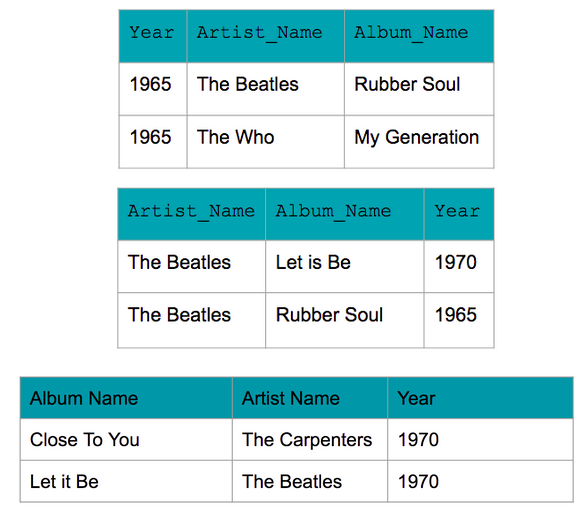 Year Artist_Name Album_Name
1965 The Beatles Rubber Soul
1965 The Who My Generation
Artist_Name Album_Name Year
The Beatles Let is Be 1970
The Beatles Rubber Soul 1965
Album Name Artist Name Year
Close To You The Carpenters 1970
Let it Be The Beatles 1970